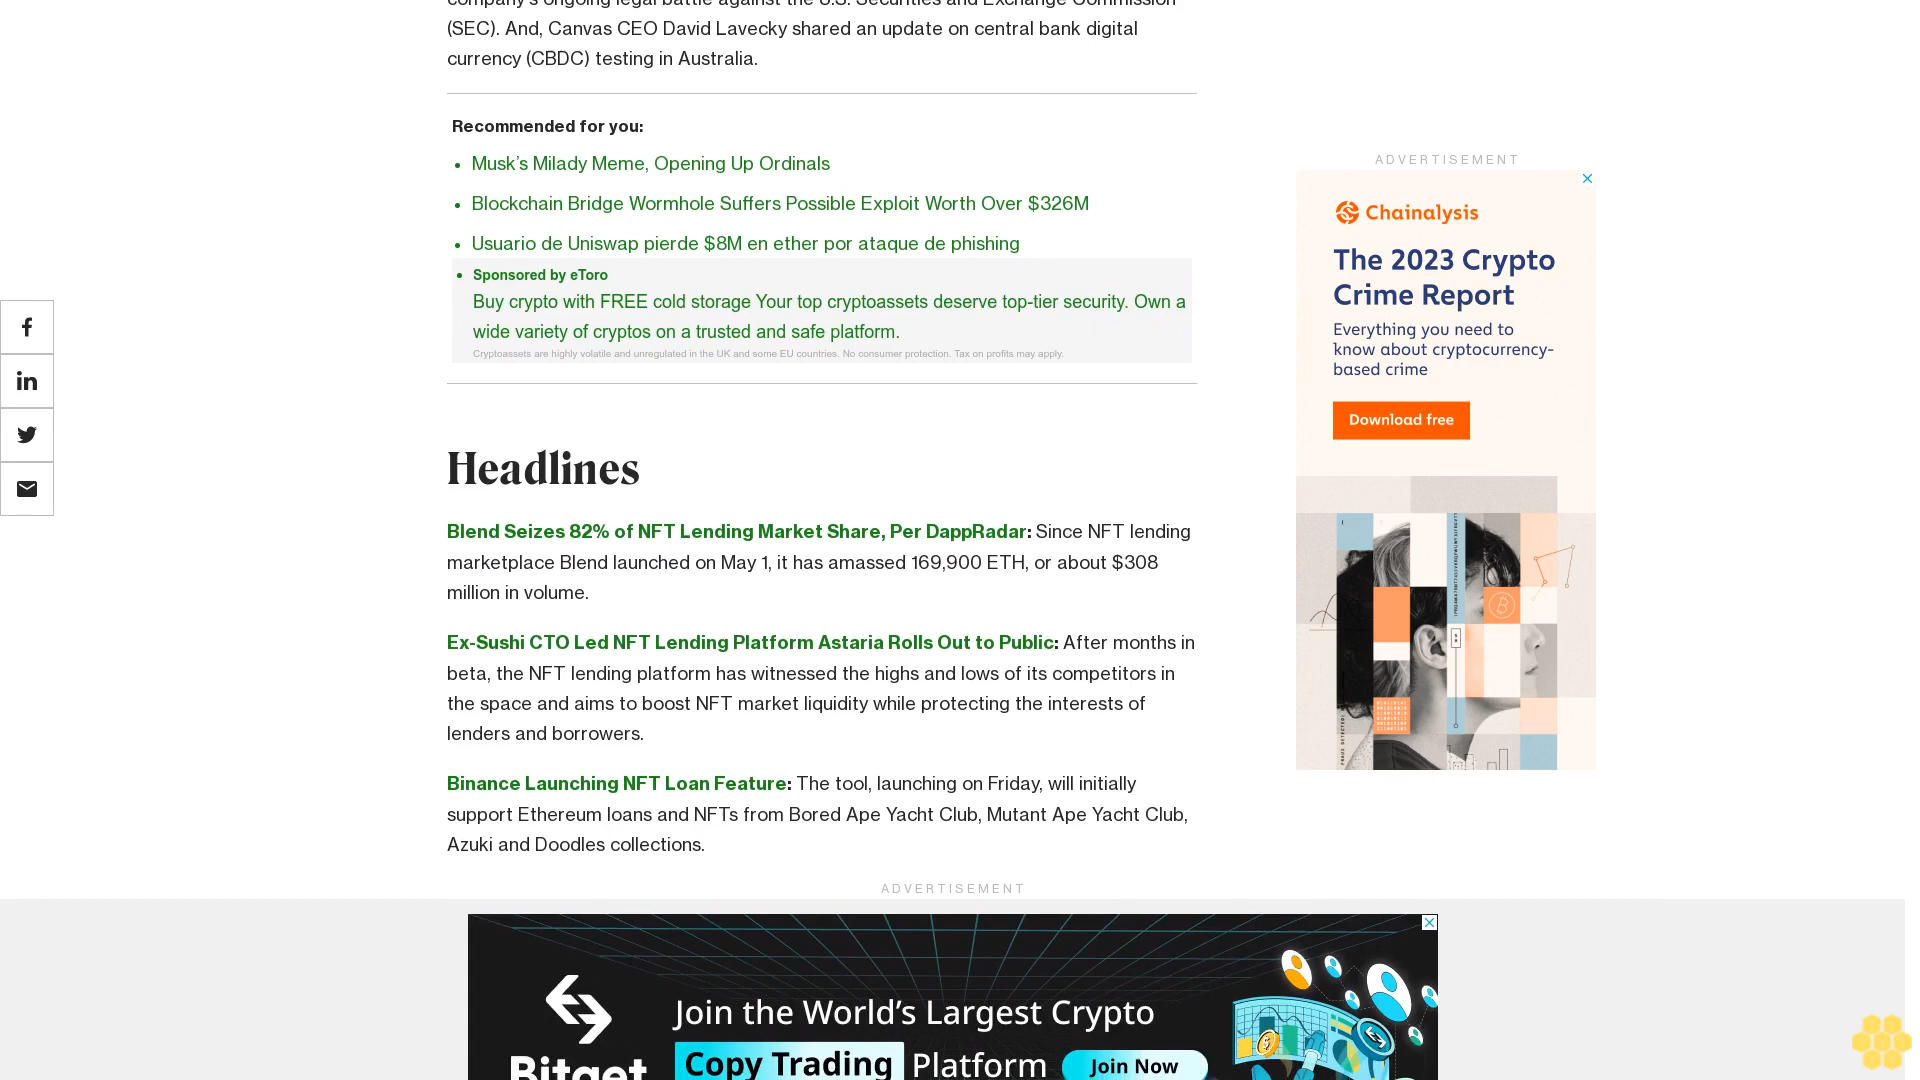 company's ongoing legal battle against the U.S. Securities and Exchange Commission
(SEC). And, Canvas CEO David Lavecky shared an update on central bank digital
currency (CBDC) testing in Australia.
Recommended for you:
• Musk's Milady Meme, Opening Up Ordinals
• Blockchain Bridge Wormhole Suffers Possible Exploit Worth Over $326M
• Usuario de Uniswap pierde $8M en ether por ataque de phishing
• Sponsored by eToro
Buy crypto with FREE cold storage Your top cryptoassets deserve top-tier security. Own a
wide variety of cryptos on a trusted and safe platform.
Cryptoassets are highly volatile and unregulated in the UK and some EU countries. No consumer protection. Tax on profits may apply.
Headlines
Blend Seizes 82% of NFT Lending Market Share, Per DappRadar: Since NFT lending
marketplace Blend launched on May 1, it has amassed 169,900 ETH, or about $308
million in volume.
Ex-Sushi CTO Led NFT Lending Platform Astaria Rolls Out to Public: After months in
beta, the NFT lending platform has witnessed the highs and lows of its competitors in
the space and aims to boost NFT market liquidity while protecting the interests of
lenders and borrowers.
Binance Launching NFT Loan Feature: The tool, launching on Friday, will initially
support Ethereum loans and NFTs from Bored Ape Yacht Club, Mutant Ape Yacht Club,
Azuki and Doodles collections.
ADVERTISEMENT
Chainalysis
The 2023 Crypto
Crime Report
Everything you need to
know about cryptocurrency-
based crime
Download free
ADVERTISEMENT
Bitget
Join the World's Largest Crypto
Copy Trading Platform
Join Now